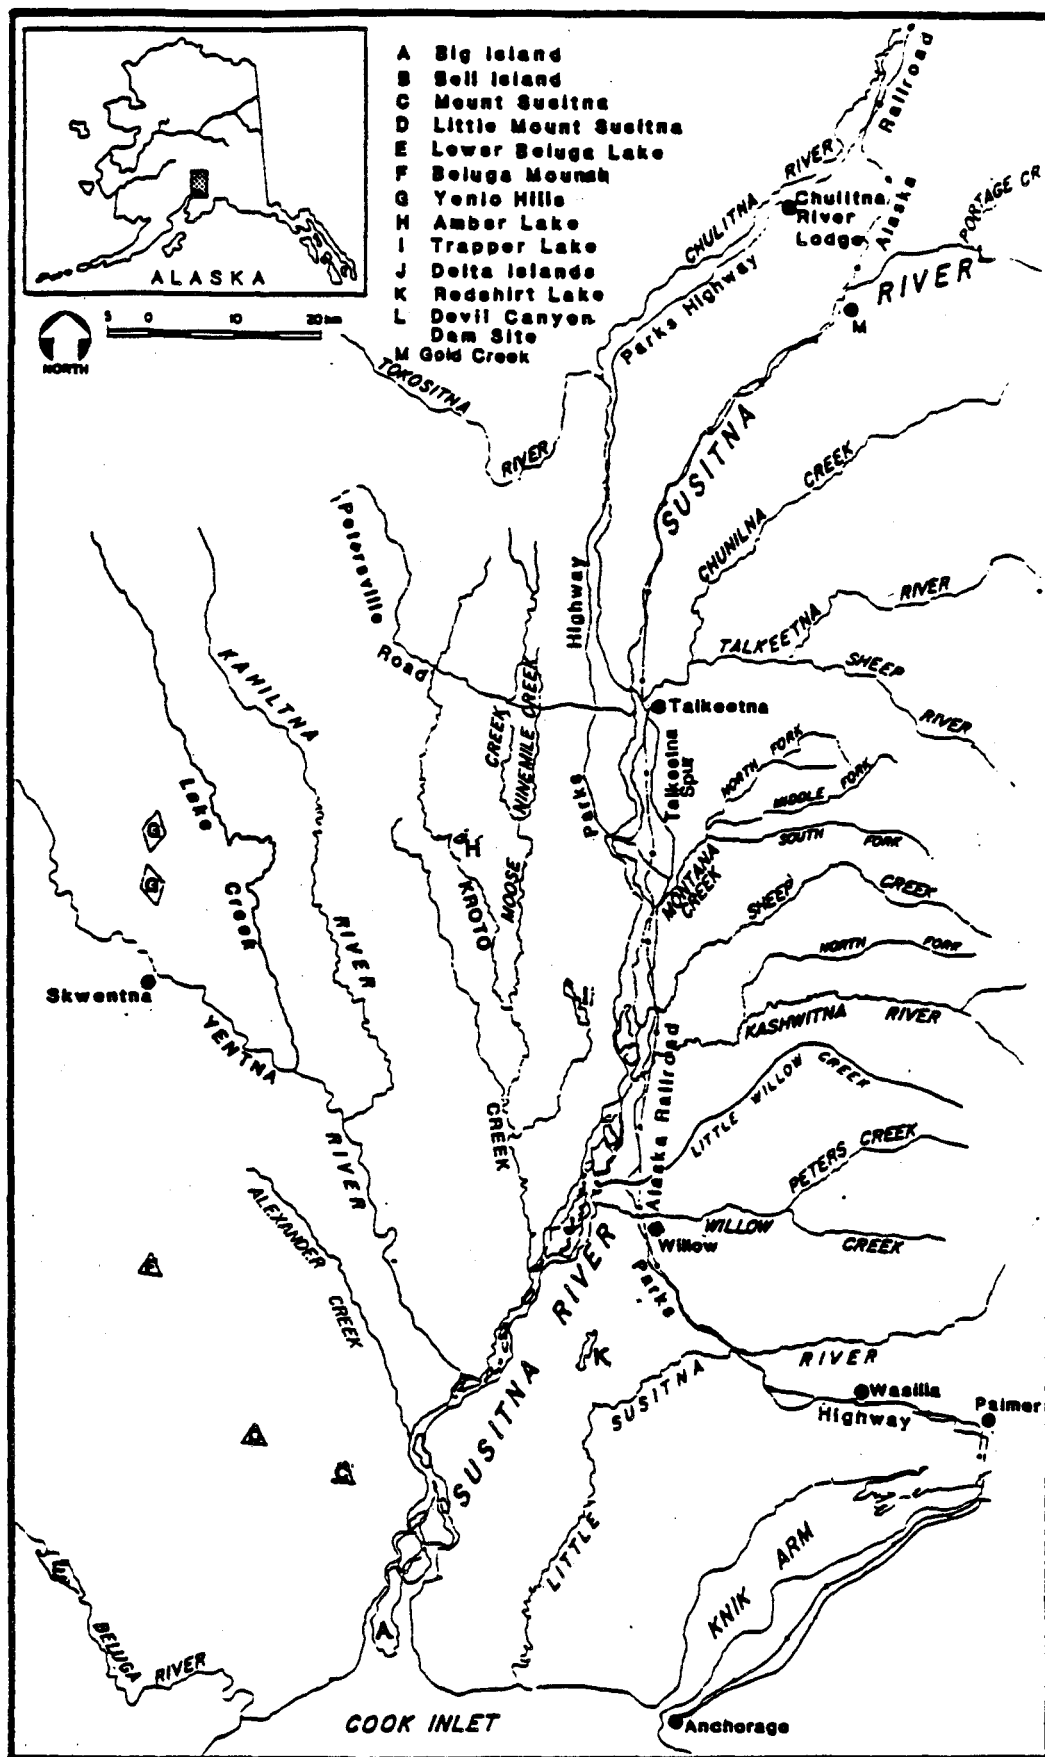 ALASKA
NORTH
5 0 10 20 km
A Big Island
B Bell Island
C Mount Susitna
D Little Mount Susitna
E Lower Beluga Lake
F Beluga Mountain
G Yenlo Hills
H Amber Lake
I Trapper Lake
J Delta Islands
K Redshirt Lake
L Devil Canyon
Dam Site
M Gold Creek
Railroad
Alaska
CHULITNA RIVER
Chulitna
River
Lodge
PORTAGE CR
RIVER
M
Parks Highway
TOKOSITNA
RIVER
SUSITNA
CHUNILNA CREEK
Petersville
Road
Highway
TALKEETNA RIVER
SHEEP
RIVER
KAHILTNA
RIVER
Talkeetna
Talkeetna
Spur
Parks
CREEK
NINEMILE CREEK
MOOSE
NORTH FORK
MIDDLE FORK
SOUTH FORK
MONTANA
CREEK
SHEEP CREEK
Lake
Creek
G
G
H
KROTO
CREEK
NORTH FORK
KASHWITNA RIVER
I
Skwentna
YENTNA
RIVER
Alaska Railroad
LITTLE WILLOW CREEK
PETERS CREEK
WILLOW
CREEK
Willow
Parks
ALEXANDER
CREEK
RIVER
SUSITNA
K
SUSITNA
RIVER
LITTLE
Wasilla
Highway
Palmer
KNIK ARM
A
BELUGA
RIVER
COOK INLET
Anchorage